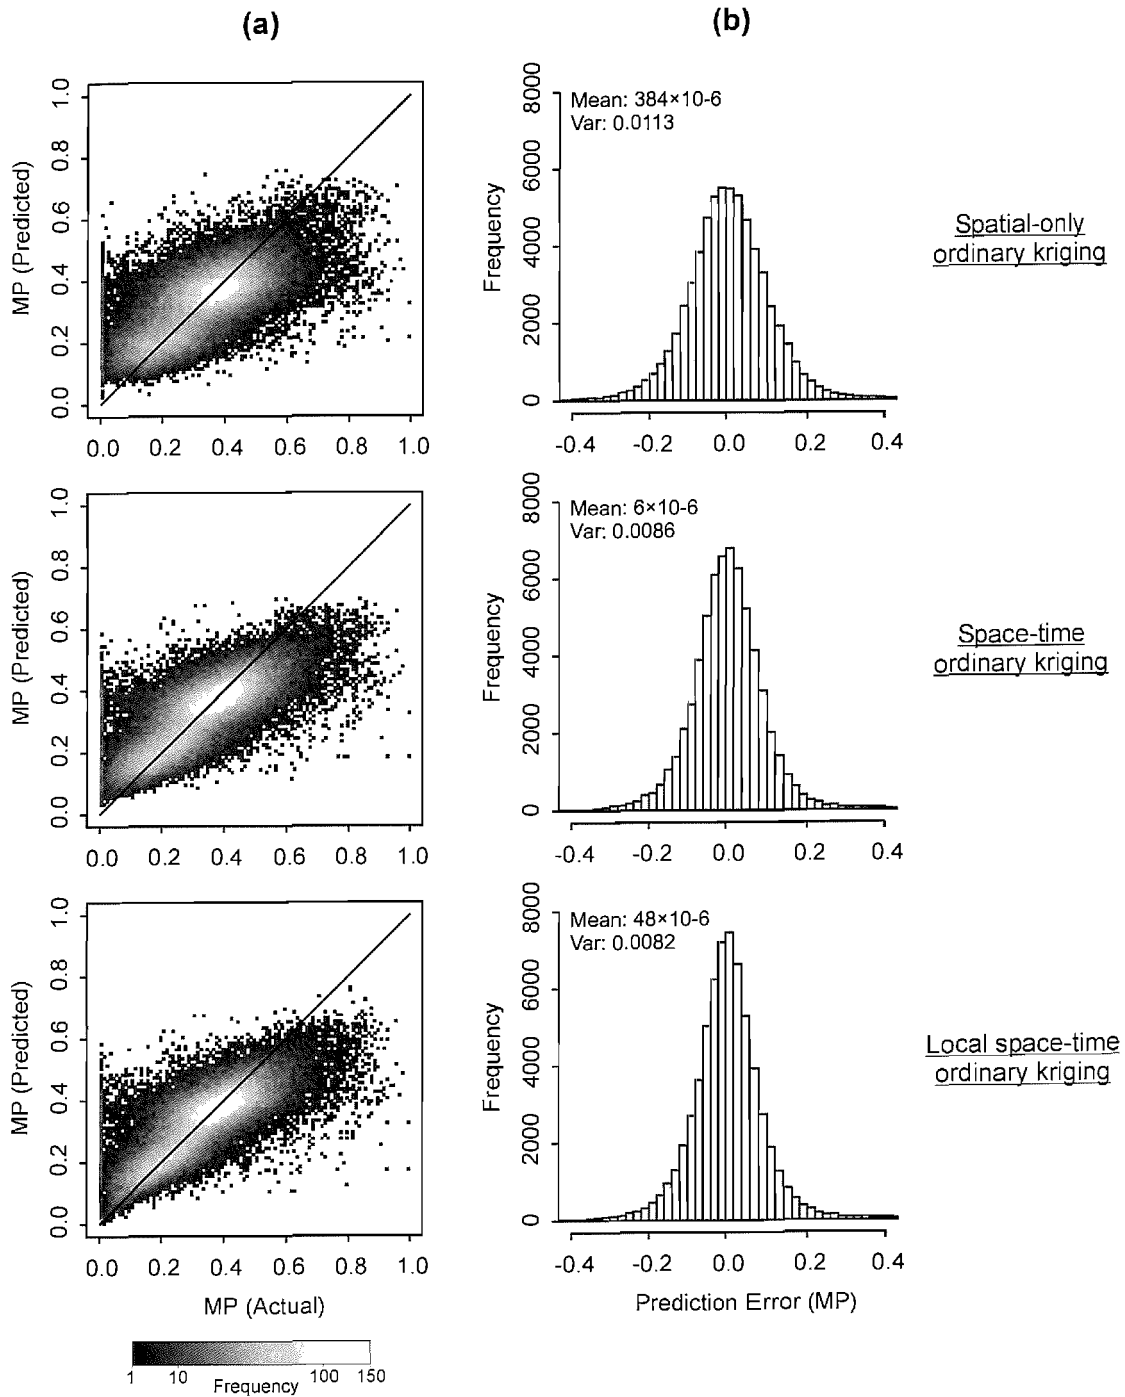 (a)
(b)
MP (Predicted)
1.0
0.8
0.6
0.4
0.2
0.0
0.0 0.2 0.4 0.6 0.8 1.0
Frequency
8000
6000
4000
2000
0
Mean: 384×10-6
Var: 0.0113
-0.4 -0.2 0.0 0.2 0.4
Spatial-only
ordinary kriging
MP (Predicted)
1.0
0.8
0.6
0.4
0.2
0.0
0.0 0.2 0.4 0.6 0.8 1.0
Frequency
8000
6000
4000
2000
0
Mean: 6×10-6
Var: 0.0086
-0.4 -0.2 0.0 0.2 0.4
Space-time
ordinary kriging
MP (Predicted)
1.0
0.8
0.6
0.4
0.2
0.0
0.0 0.2 0.4 0.6 0.8 1.0
MP (Actual)
Frequency
8000
6000
4000
2000
0
Mean: 48×10-6
Var: 0.0082
-0.4 -0.2 0.0 0.2 0.4
Prediction Error (MP)
Local space-time
ordinary kriging
1 10 100 150
Frequency